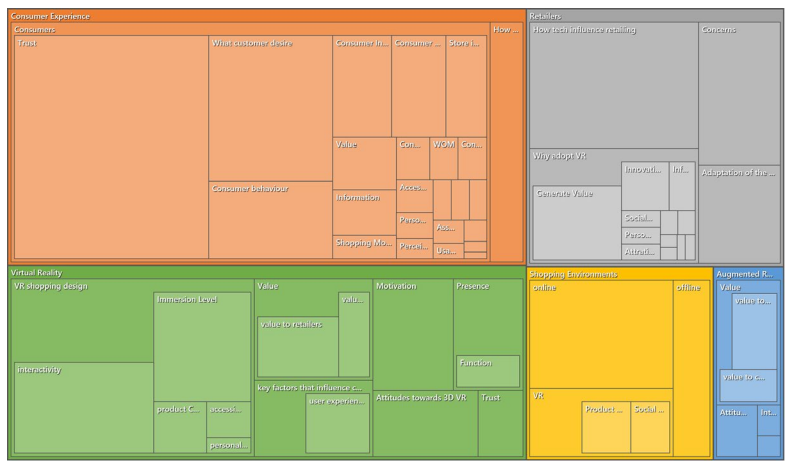 Consumer Experience
Consumers
How ...
Trust
What customer desire
Consumer in...
Consumer ...
Store i...
Value
Con...
WOM
Con...
Consumer behaviour
Information
Acces...
Perso...
Ass...
Shopping Mo...
Percei...
Usa...
Retailers
How tech influence retailing
Concerns
Why adopt VR
Innovati...
Inf...
Generate Value
Social...
Perso...
Attrati...
Adaptation of the ...
Virtual Reality
VR shopping design
Immersion Level
interactivity
product C...
accessi...
personal...
Value
value to retailers
valu...
key factors that influence c...
user experien...
Motivation
Presence
Function
Attitudes towards 3D VR
Trust
Shopping Environments
online
offline
VR
Product ...
Social ...
Augmented R...
Value
value to...
value to c...
Attitu...
Int...